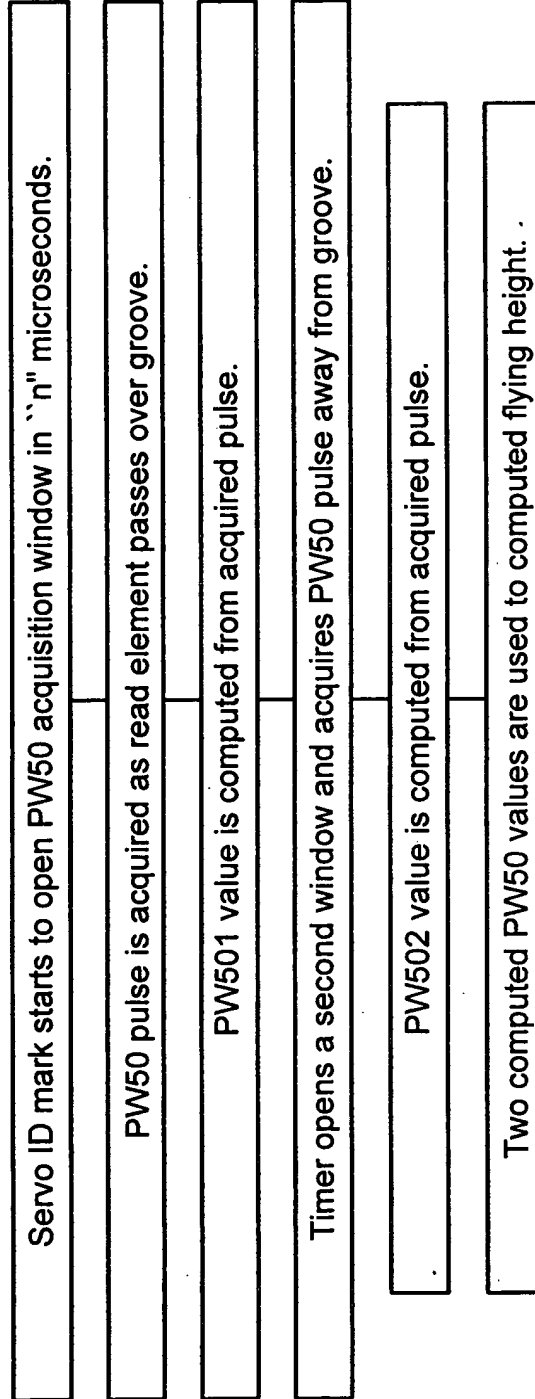 Servo ID mark starts to open PW50 acquisition window in ``n" microseconds.
PW50 pulse is acquired as read element passes over groove.
PW501 value is computed from acquired pulse.
Timer opens a second window and acquires PW50 pulse away from groove.
PW502 value is computed from acquired pulse.
Two computed PW50 values are used to computed flying height.